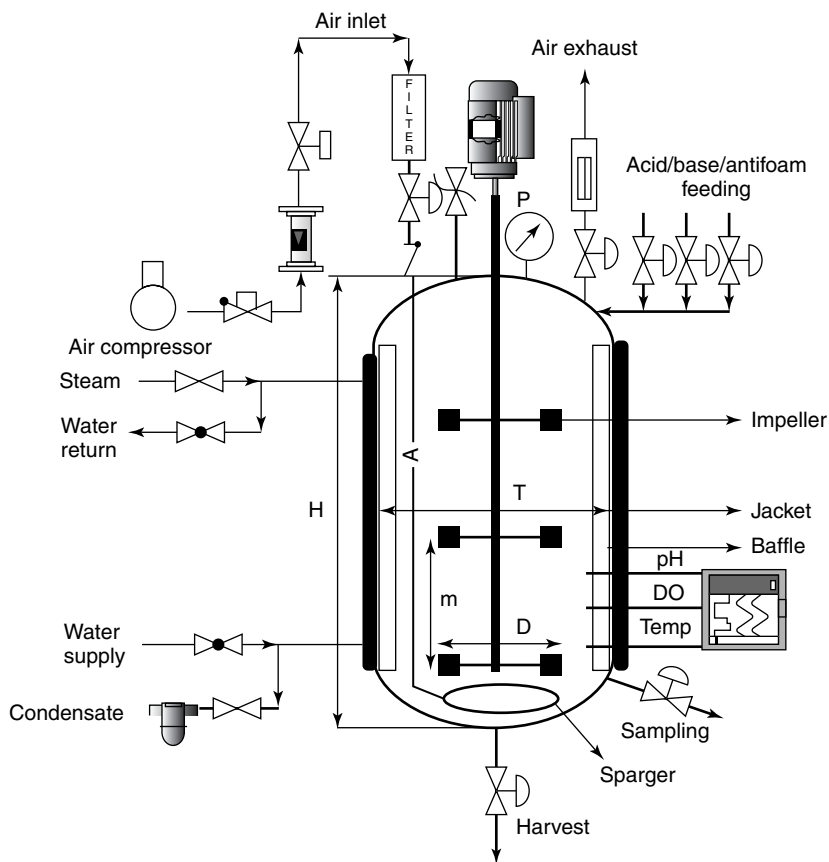 Air inlet
Air exhaust
FILTER
Acid/base/antifoam
feeding
P
Air compressor
Steam
Water
return
Impeller
A
T
H
Jacket
Baffle
pH
DO
Temp
m
D
Water
supply
Condensate
Sampling
Sparger
Harvest